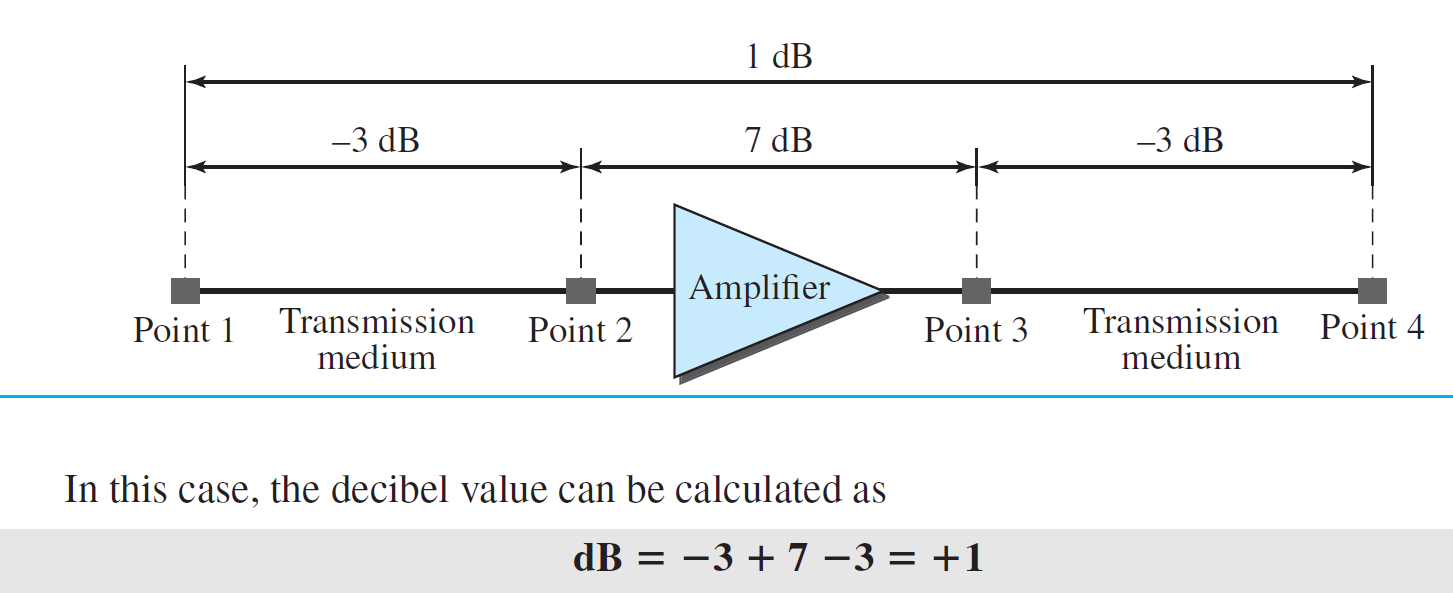 1 dB
–3 dB
7 dB
–3 dB
Amplifier
Point 1
Transmission
medium
Point 2
Point 3
Transmission
medium
Point 4
In this case, the decibel value can be calculated as
dB = −3 + 7 −3 = +1